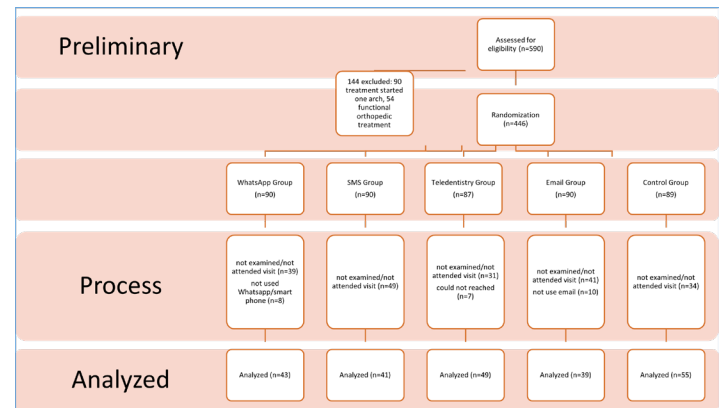 Preliminary
Assessed for
eligibility (n=590)
144 excluded: 90
treatment started
one arch, 54
functional
orthopedic
treatment
Randomization
(n=446)
WhatsApp Group
(n=90)
SMS Group
(n=90)
Teledentistry Group
(n=87)
Email Group
(n=90)
Control Group
(n=89)
Process
not examined/not
attended visit (n=39)
not used
Whatsapp/smart
phone (n=8)
not examined/not
attended visit (n=49)
not examined/not
attended visit (n=31)
could not reached
(n=7)
not examined/not
attended visit (n=41)
not use email (n=10)
not examined/not
attended visit (n=34)
Analyzed
Analyzed (n=43)
Analyzed (n=41)
Analyzed (n=49)
Analyzed (n=39)
Analyzed (n=55)